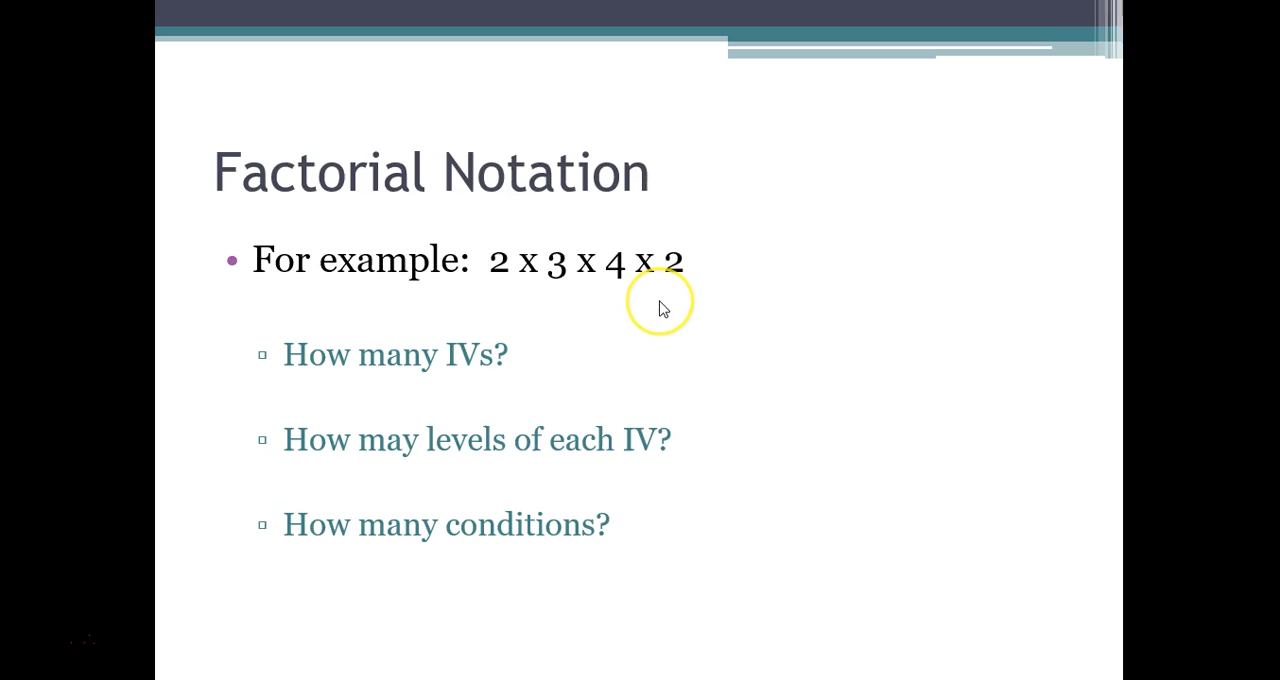 Factorial Notation
• For example:  2 x 3 x 4 x 2
▫ How many IVs?
▫ How may levels of each IV?
▫ How many conditions?